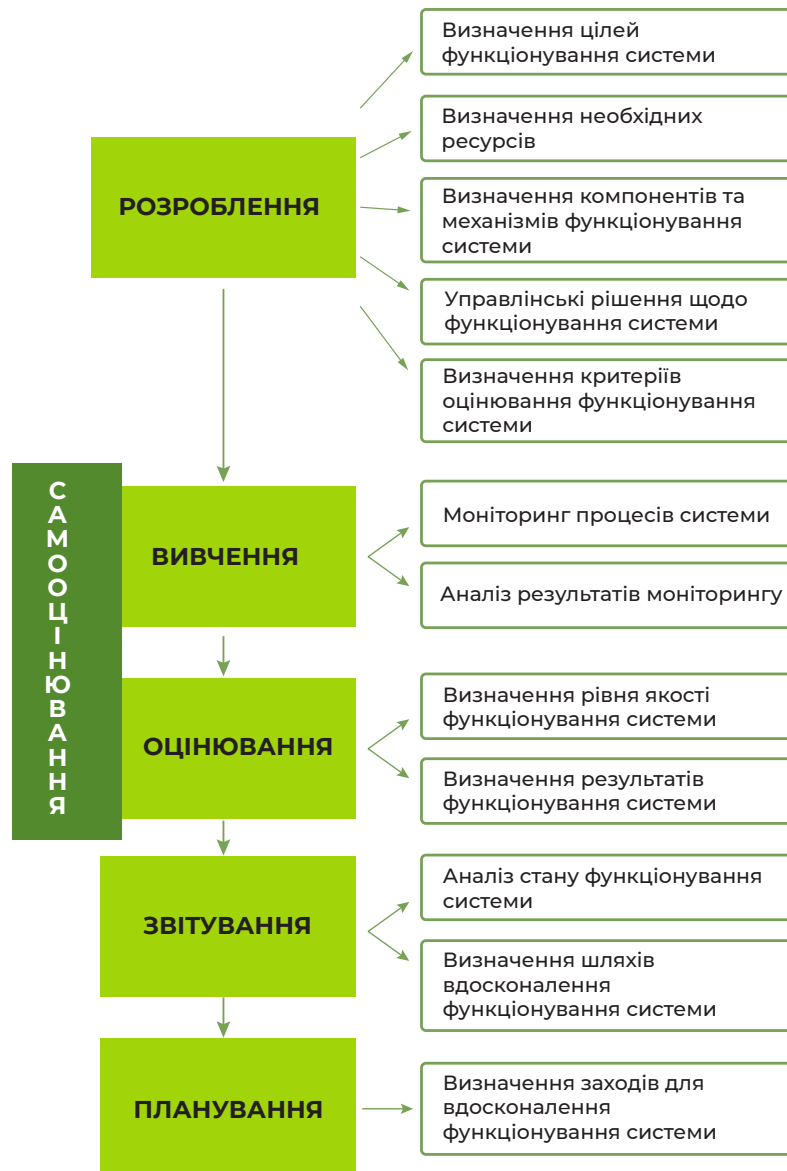 РОЗРОБЛЕННЯ
Визначення цілей
функціонування системи
Визначення необхідних
ресурсів
Визначення компонентів та
механізмів функціонування
системи
Управлінські рішення щодо
функціонування системи
Визначення критеріїв
оцінювання функціонування
системи
САМООЦІНЮВАННЯ
ВИВЧЕННЯ
Моніторинг процесів системи
Аналіз результатів моніторингу
ОЦІНЮВАННЯ
Визначення рівня якості
функціонування системи
Визначення результатів
функціонування системи
ЗВІТУВАННЯ
Аналіз стану функціонування
системи
Визначення шляхів
вдосконалення
функціонування системи
ПЛАНУВАННЯ
Визначення заходів для
вдосконалення
функціонування системи